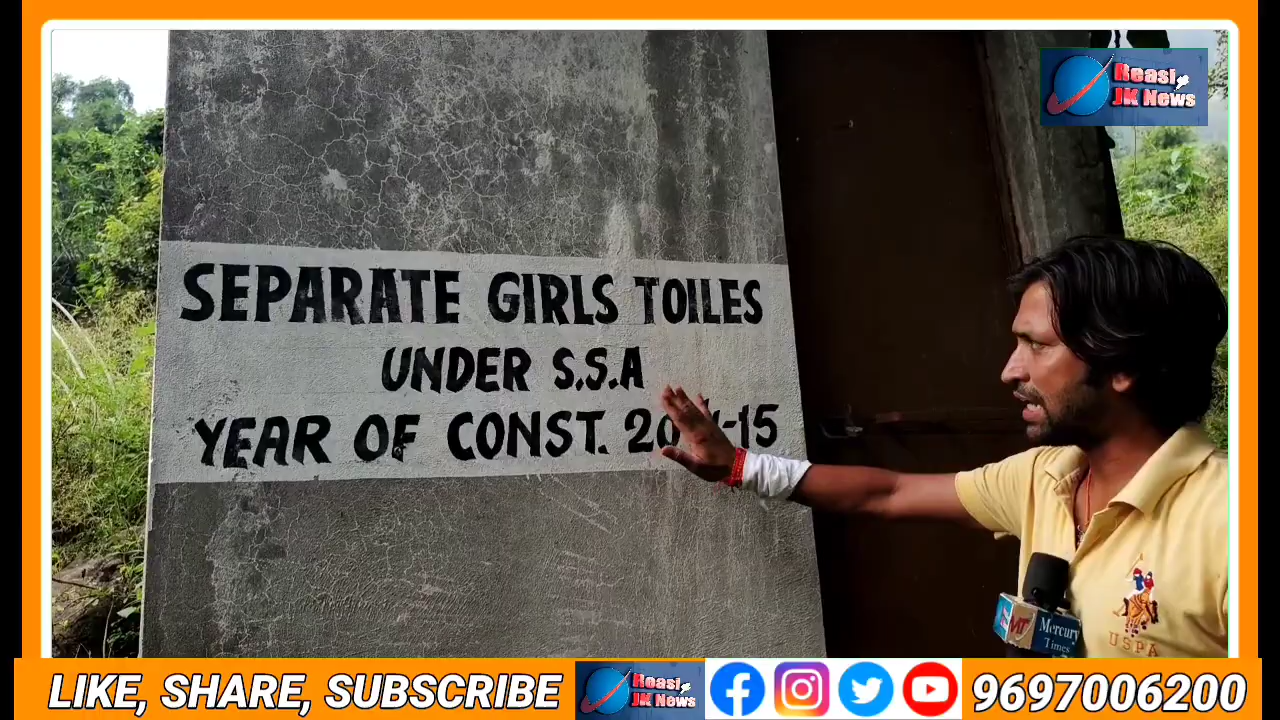 Reasi
JK News
SEPARATE GIRLS TOILES
UNDER S.S.A
YEAR OF CONST. -15
MT
Mercury
Times
USPA
LIKE, SHARE, SUBSCRIBE
Reasi
JK News
9697006200